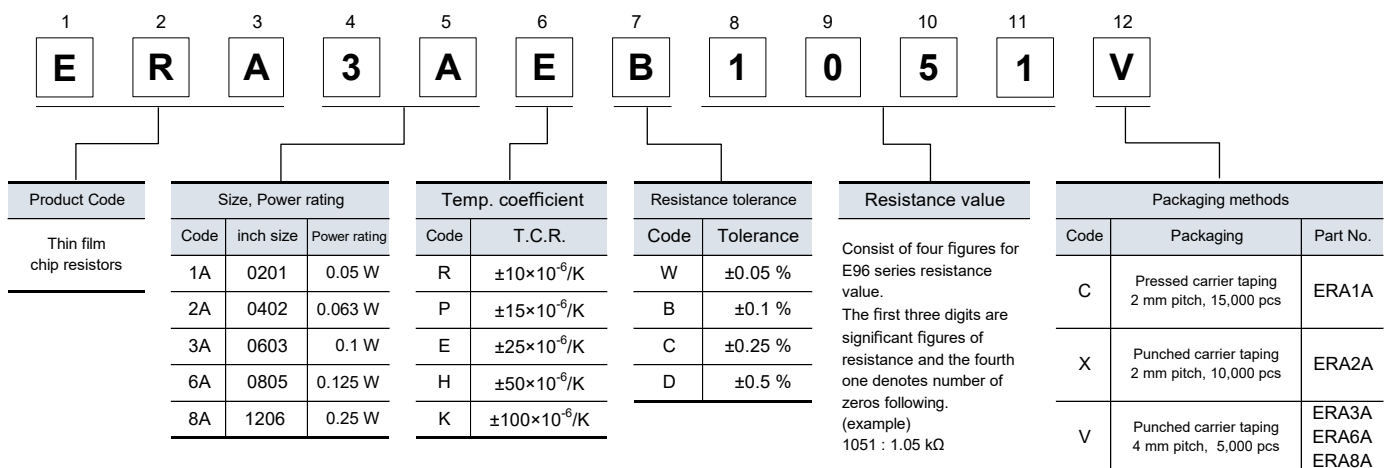 1 2 3 4 5 6 7 8 9 10 11 12
E R A 3 A E B 1 0 5 1 V
Product Code
Thin film
chip resistors
Size, Power rating
Code inch size Power rating
1A 0201 0.05 W
2A 0402 0.063 W
3A 0603 0.1 W
6A 0805 0.125 W
8A 1206 0.25 W
Temp. coefficient
Code T.C.R.
R ±10×10⁻⁶/K
P ±15×10⁻⁶/K
E ±25×10⁻⁶/K
H ±50×10⁻⁶/K
K ±100×10⁻⁶/K
Resistance tolerance
Code Tolerance
W ±0.05 %
B ±0.1 %
C ±0.25 %
D ±0.5 %
Resistance value
Consist of four figures for
E96 series resistance
value.
The first three digits are
significant figures of
resistance and the fourth
one denotes number of
zeros following.
(example)
1051 : 1.05 kΩ
Packaging methods
Code Packaging Part No.
C Pressed carrier taping
2 mm pitch, 15,000 pcs
ERA1A
X Punched carrier taping
2 mm pitch, 10,000 pcs
ERA2A
V Punched carrier taping
4 mm pitch, 5,000 pcs
ERA3A
ERA6A
ERA8A